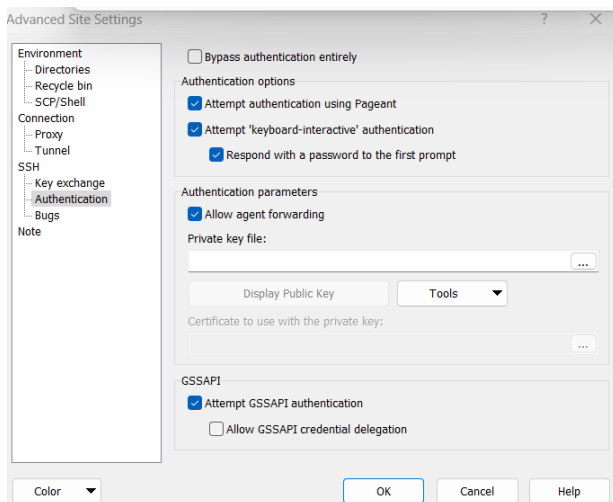 Advanced Site Settings ?
Environment
Directories
Recycle bin
SCP/Shell
Connection
Proxy
Tunnel
SSH
Key exchange
Authentication
Bugs
Note
Bypass authentication entirely
Authentication options
Attempt authentication using Pageant
Attempt 'keyboard-interactive' authentication
Respond with a password to the first prompt
Authentication parameters
Allow agent forwarding
Private key file:
...
Display Public Key Tools
Certificate to use with the private key:
...
GSSAPI
Attempt GSSAPI authentication
Allow GSSAPI credential delegation
Color OK Cancel Help